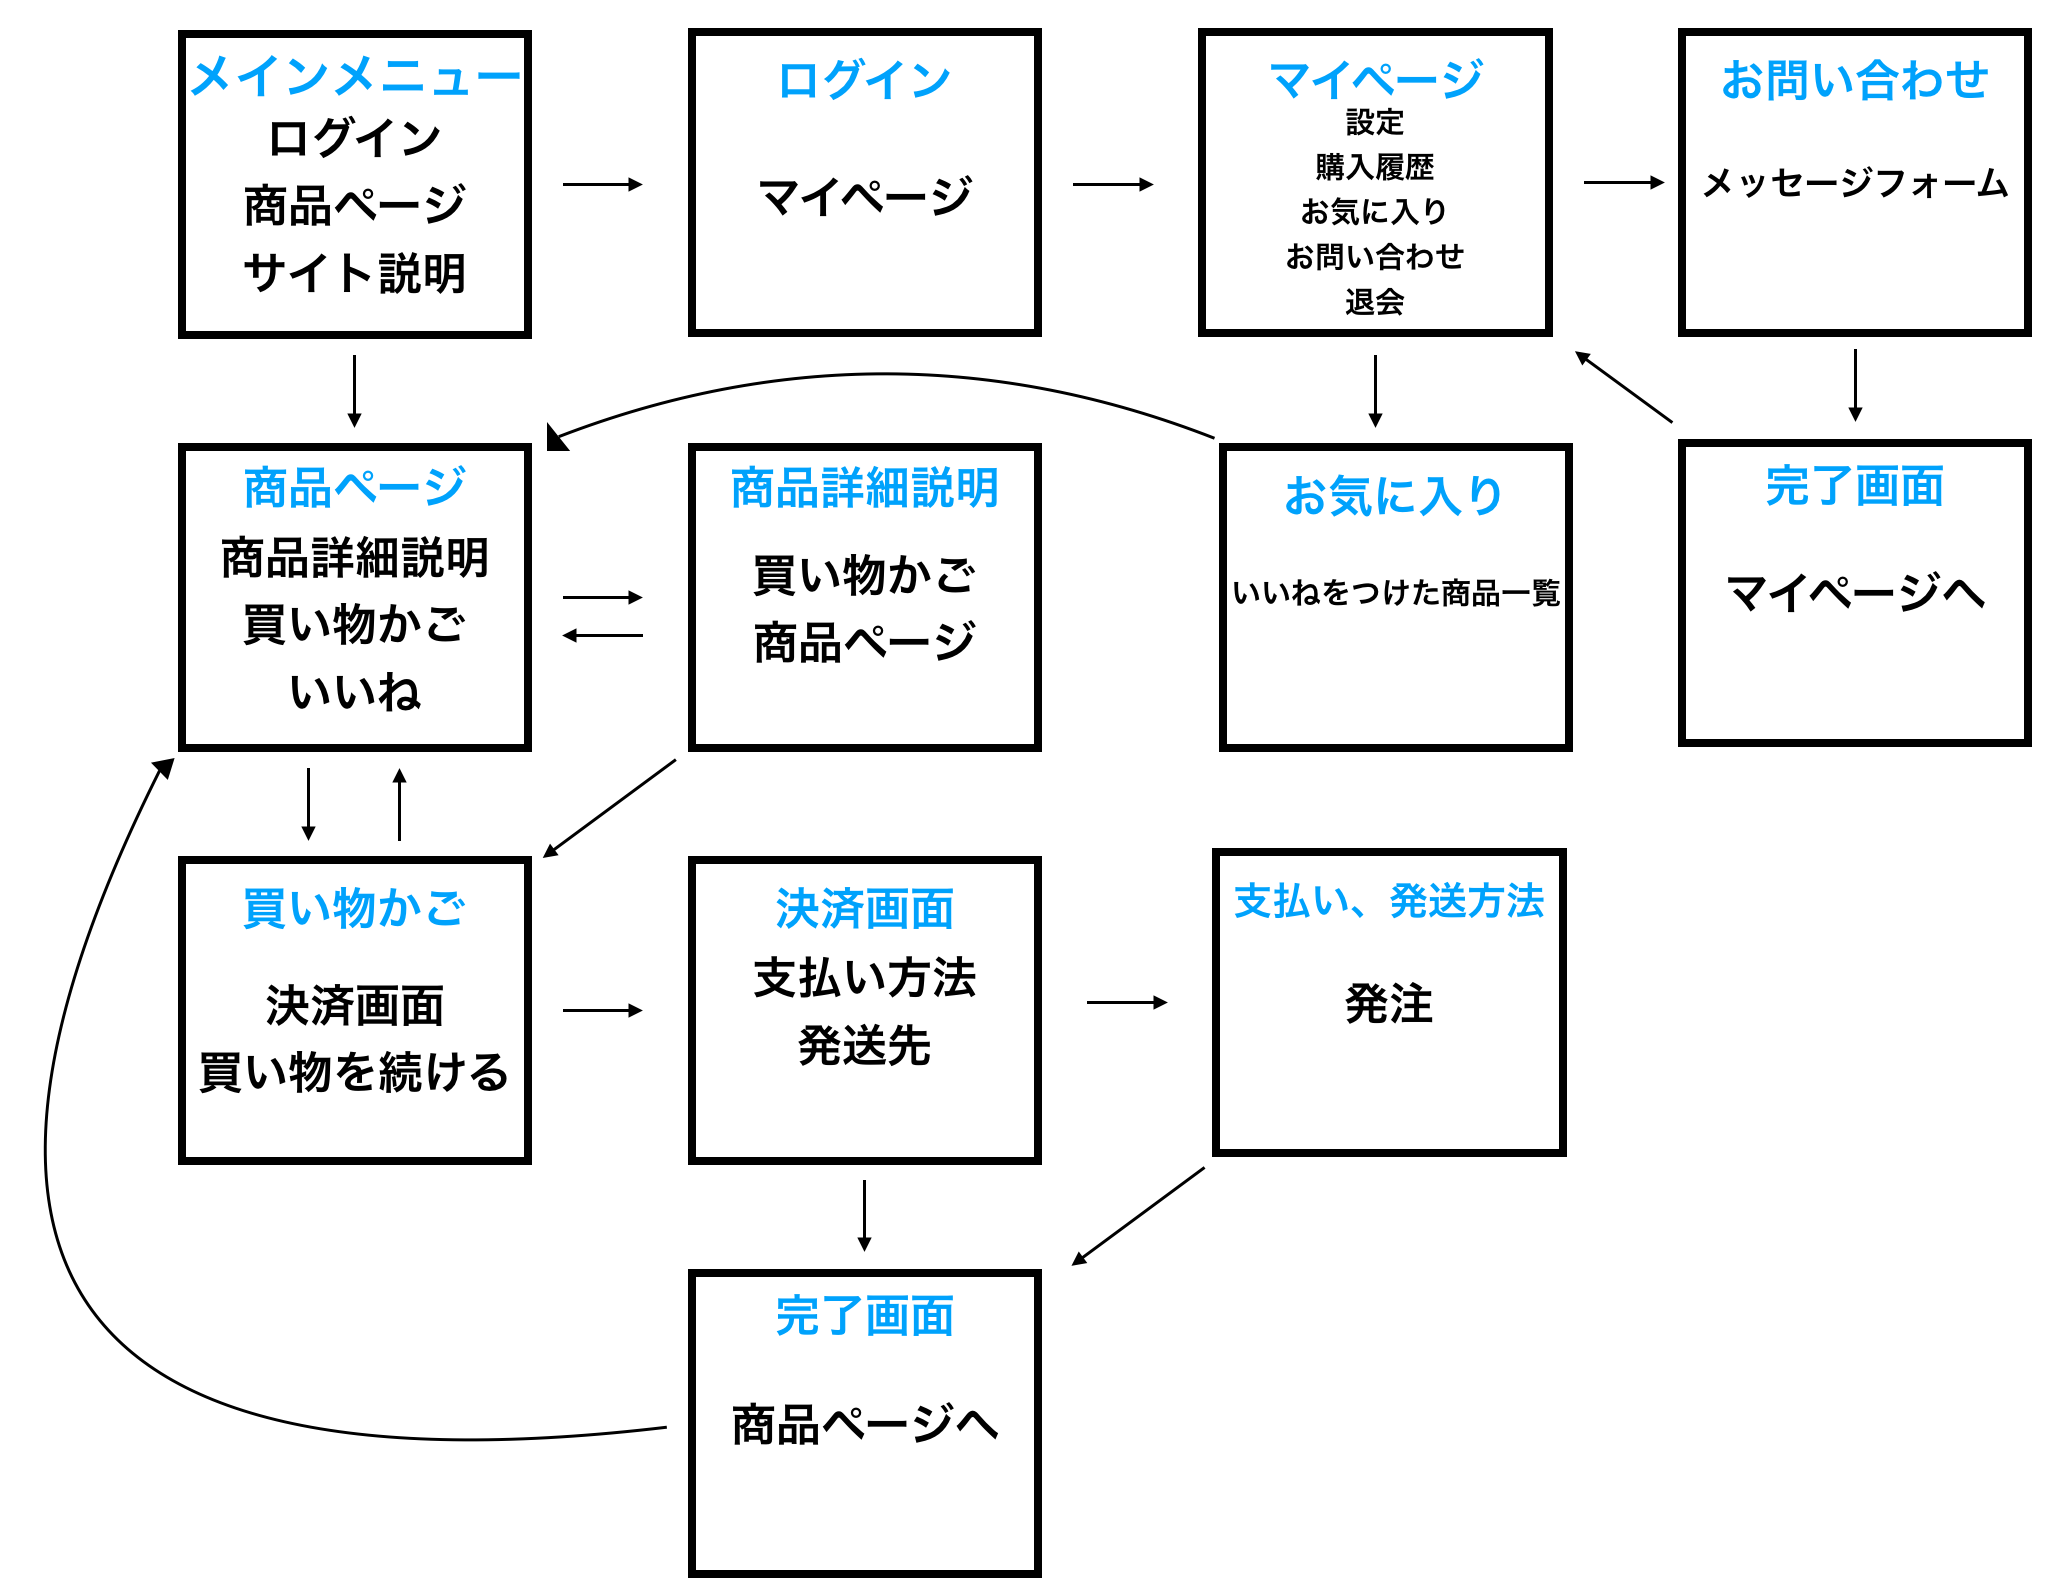 メインメニュー
ログイン
商品ページ
サイト説明
ログイン
マイページ
マイページ
設定
購入履歴
お気に入り
お問い合わせ
退会
お問い合わせ
メッセージフォーム
商品ページ
商品詳細説明
買い物かご
いいね
商品詳細説明
買い物かご
商品ページ
お気に入り
いいねをつけた商品一覧
完了画面
マイページへ
買い物かご
決済画面
買い物を続ける
決済画面
支払い方法
発送先
支払い、発送方法
発注
完了画面
商品ページへ